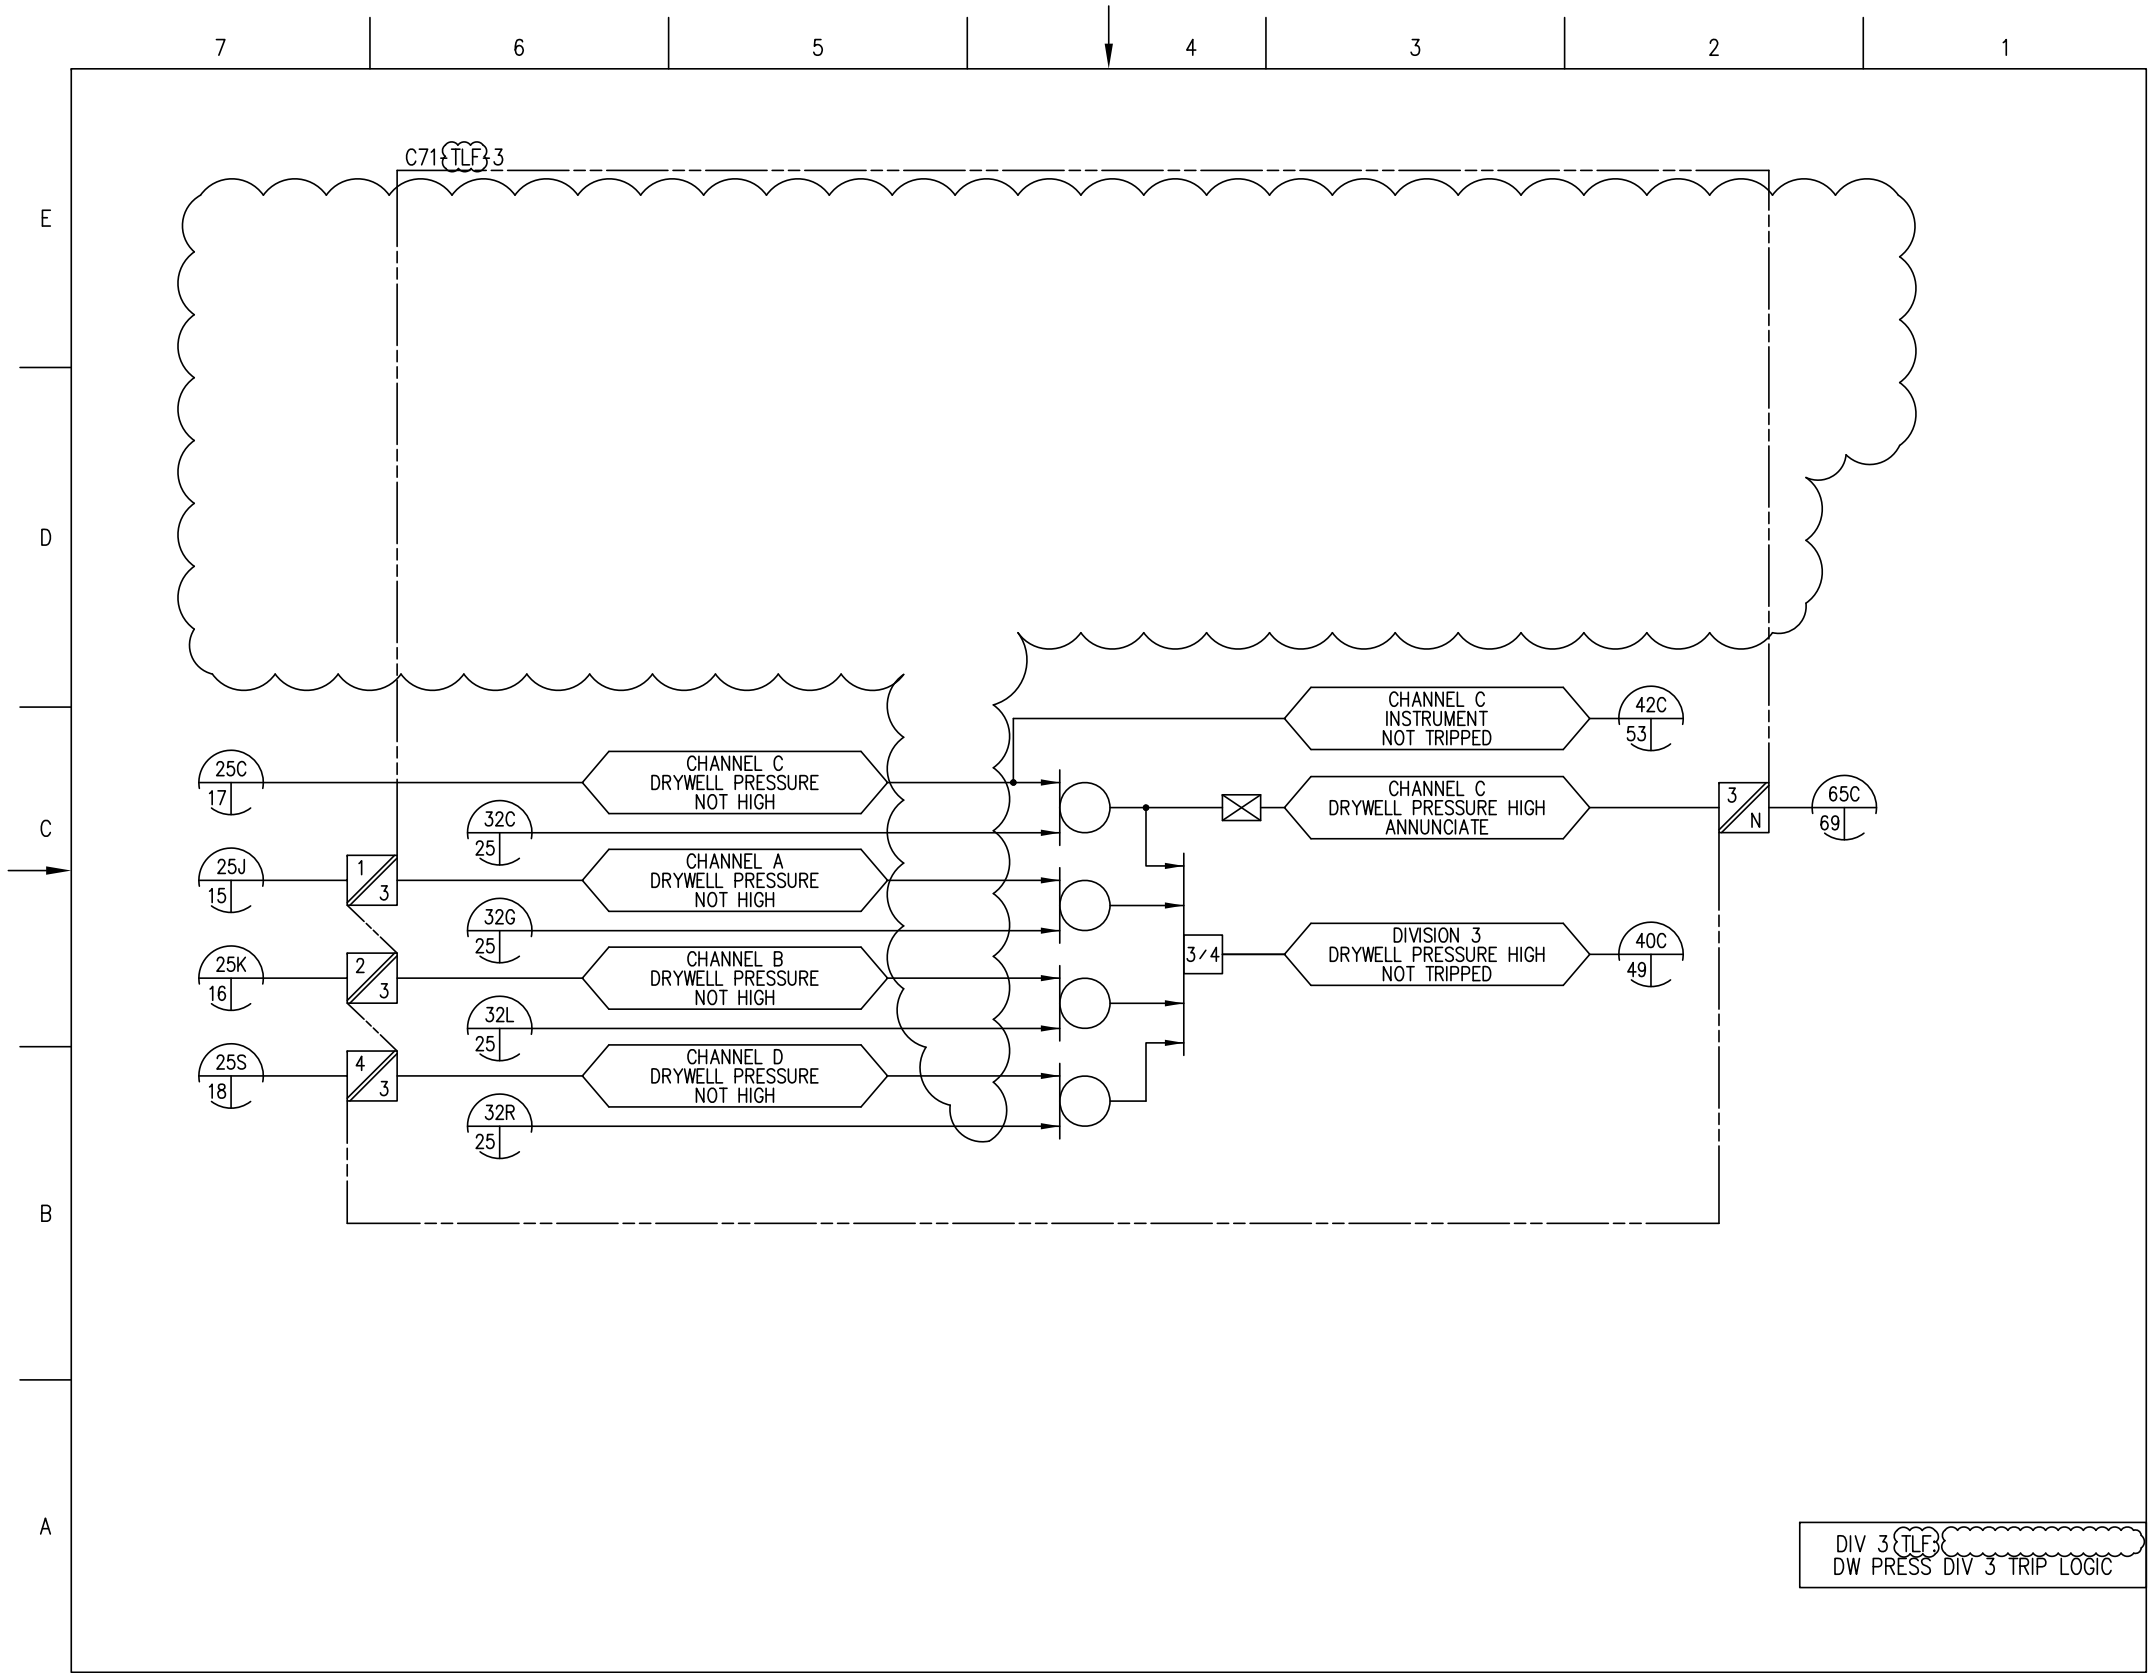 7 6 5 4 3 2 1
E
D
C
B
A
C71-TLF-3
CHANNEL C
INSTRUMENT
NOT TRIPPED
42C
53
25C
17
CHANNEL C
DRYWELL PRESSURE
NOT HIGH
32C
25
CHANNEL C
DRYWELL PRESSURE HIGH
ANNUNCIATE
3
N
65C
69
25J
15
1
3
CHANNEL A
DRYWELL PRESSURE
NOT HIGH
32G
25
25K
16
2
3
CHANNEL B
DRYWELL PRESSURE
NOT HIGH
3/4
DIVISION 3
DRYWELL PRESSURE HIGH
NOT TRIPPED
40C
49
32L
25
25S
18
4
3
CHANNEL D
DRYWELL PRESSURE
NOT HIGH
32R
25
DIV 3 TLF:
DW PRESS DIV 3 TRIP LOGIC